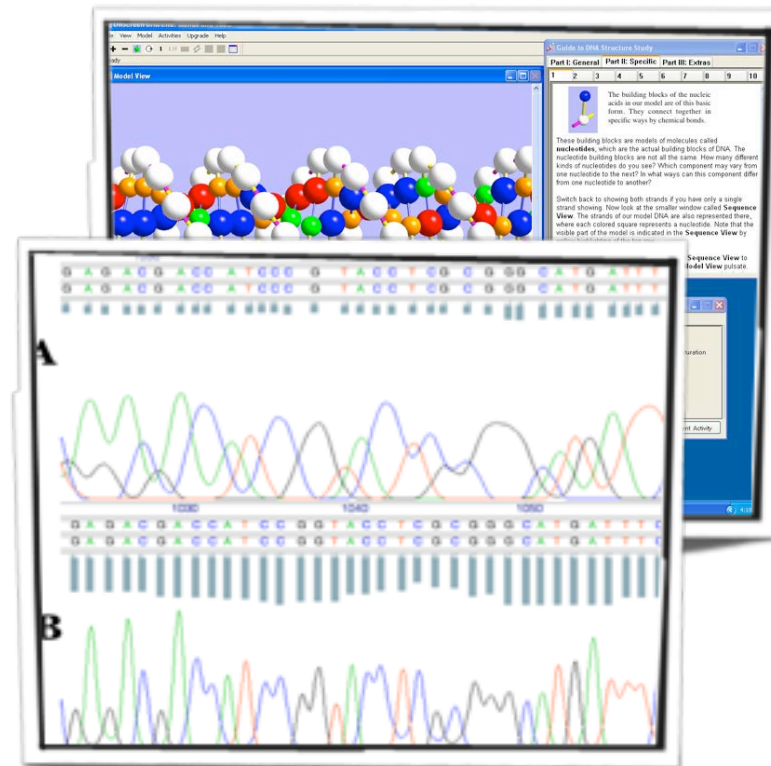 View Model Activities Upgrade Help
Model View
Guide to DNA Structure Study
Part I: General Part II: Specific Part III: Extras
1 2 3 4 5 6 7 8 9 10
The building blocks of the nucleic
acids in our model are of this basic
form. They connect together in
specific ways by chemical bonds.
These building blocks are models of molecules called
nucleotides, which are the actual building blocks of DNA. The
nucleotide building blocks are not all the same. How many different
kinds of nucleotides do you see? Which component may vary from
one nucleotide to the next? In what ways can this component differ
from one nucleotide to another?
Switch back to showing both strands if you have only a single
strand showing. Now look at the smaller window called Sequence
View. The strands of our model DNA are also represented there,
where each colored square represents a nucleotide. Note that the
visible part of the model is indicated in the Sequence View by
Sequence View to
Model View pulsate.
Activity
G A G A C G A C C A T C C C G T A C C T C G C G G G C A T G A T T T
G A G A C G A C C A T C C C G T A C C T C G C G G G C A T G A T T T
A
1030 1040 1050
G A G A C G A C C A T C C G G T A C C T C G C G G G C A T G A T T T C
G A G A C G A C C A T C C G G T A C C T C G C G G G C A T G A T T T C
B